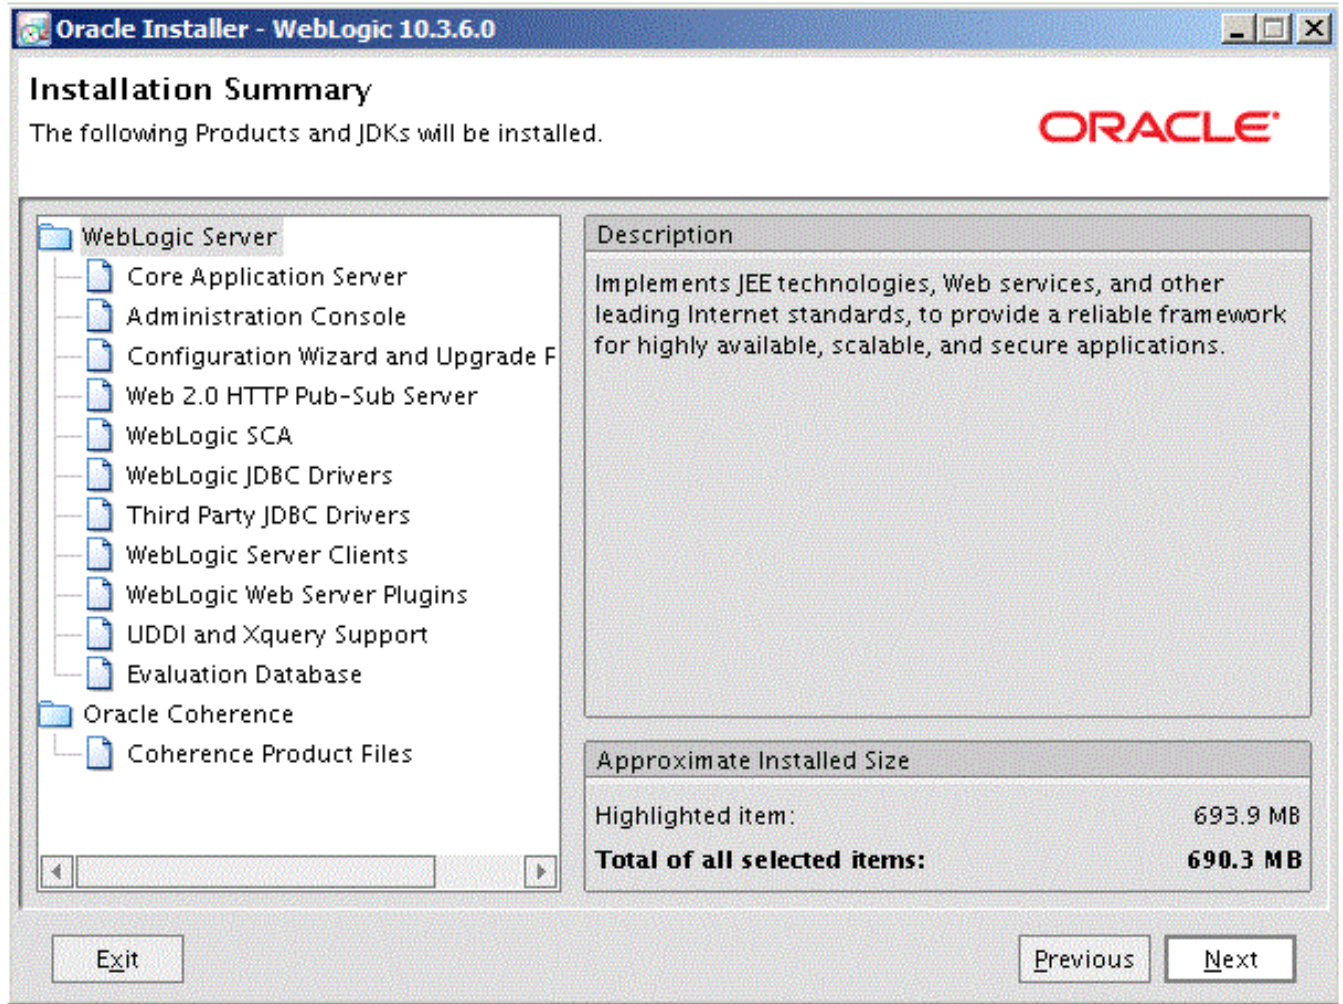 Oracle Installer - WebLogic 10.3.6.0
Installation Summary
The following Products and JDKs will be installed.
ORACLE
WebLogic Server
Core Application Server
Administration Console
Configuration Wizard and Upgrade F
Web 2.0 HTTP Pub-Sub Server
WebLogic SCA
WebLogic JDBC Drivers
Third Party JDBC Drivers
WebLogic Server Clients
WebLogic Web Server Plugins
UDDI and Xquery Support
Evaluation Database
Oracle Coherence
Coherence Product Files
Description
Implements JEE technologies, Web services, and other
leading Internet standards, to provide a reliable framework
for highly available, scalable, and secure applications.
Approximate Installed Size
Highlighted item: 693.9 MB
Total of all selected items: 690.3 MB
Exit
Previous
Next